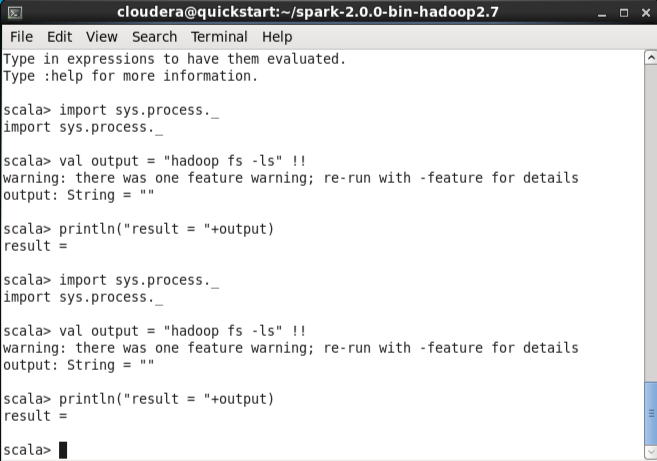 cloudera@quickstart:~/spark-2.0.0-bin-hadoop2.7
File Edit View Search Terminal Help
Type in expressions to have them evaluated.
Type :help for more information.
scala> import sys.process._
import sys.process._
scala> val output = "hadoop fs -ls" !!
warning: there was one feature warning; re-run with -feature for details
output: String = ""
scala> println("result = "+output)
result =
scala> import sys.process._
import sys.process._
scala> val output = "hadoop fs -ls" !!
warning: there was one feature warning; re-run with -feature for details
output: String = ""
scala> println("result = "+output)
result =
scala>